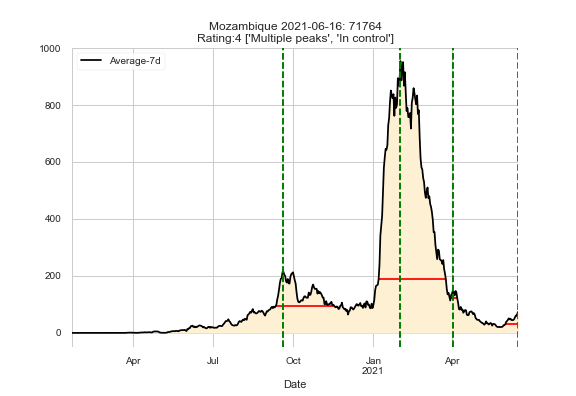 Mozambique 2021-06-16: 71764
Rating:4 ['Multiple peaks', 'In control']
1000
Average-7d
800
600
400
200
0
Apr Jul Oct Jan Apr
2021
Date